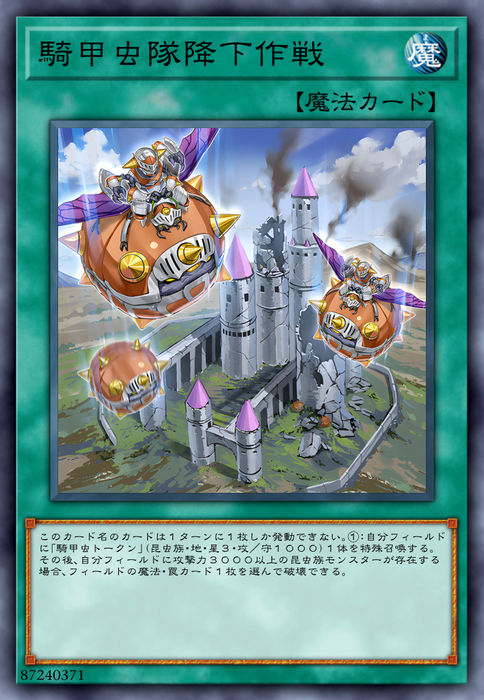 騎甲虫隊降下作戦
魔
【魔法カード】
このカード名のカードは1ターンに1枚しか発動できない。①:自分フィールド
に「騎甲虫トークン」(昆虫族・地・星3・攻/守1000)1体を特殊召喚する。
その後、自分フィールドに攻撃力3000以上の昆虫族モンスターが存在する
場合、フィールドの魔法・罠カード1枚を選んで破壊できる。
87240371